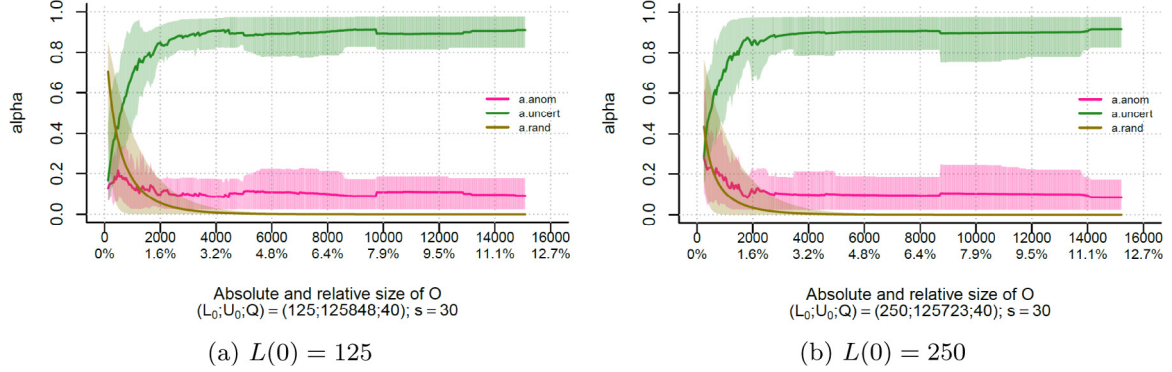 1.0
0.8
0.6
0.4
0.2
0.0
alpha
a.anom
a.uncert
a.rand
0 2000 4000 6000 8000 10000 12000 14000 16000
0% 1.6% 3.2% 4.8% 6.4% 7.9% 9.5% 11.1% 12.7%
Absolute and relative size of O
(L₀;U₀;Q) = (125;125848;40); s = 30
(a) L(0) = 125
1.0
0.8
0.6
0.4
0.2
0.0
alpha
a.anom
a.uncert
a.rand
0 2000 4000 6000 8000 10000 12000 14000 16000
0% 1.6% 3.2% 4.8% 6.4% 7.9% 9.5% 11.1% 12.7%
Absolute and relative size of O
(L₀;U₀;Q) = (250;125723;40); s = 30
(b) L(0) = 250